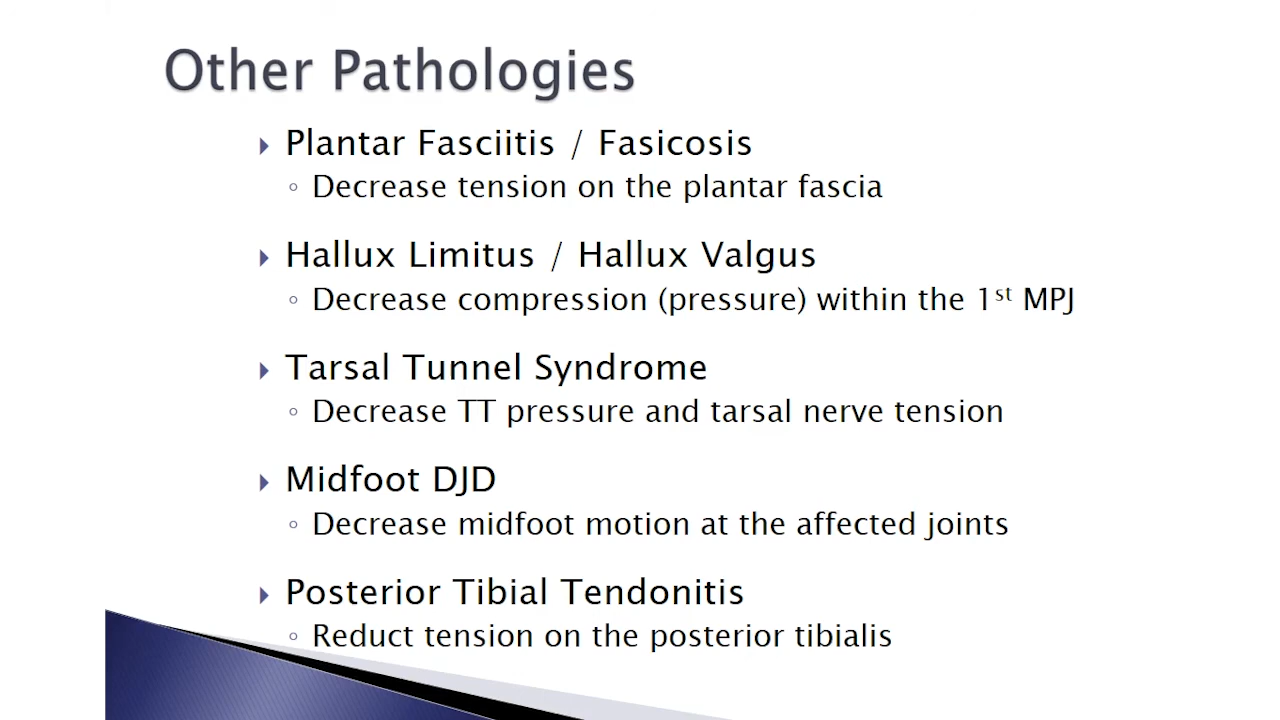 Other Pathologies
Plantar Fasciitis / Fasicosis
Decrease tension on the plantar fascia
Hallux Limitus / Hallux Valgus
Decrease compression (pressure) within the 1st MPJ
Tarsal Tunnel Syndrome
Decrease TT pressure and tarsal nerve tension
Midfoot DJD
Decrease midfoot motion at the affected joints
Posterior Tibial Tendonitis
Reduct tension on the posterior tibialis